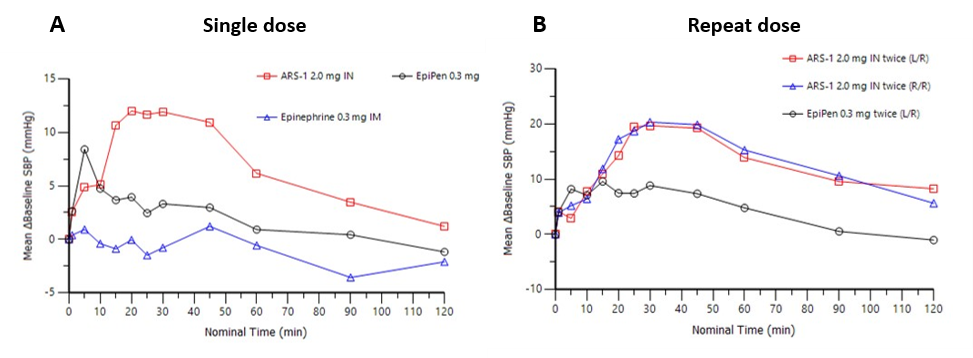 A Single dose
ARS-1 2.0 mg IN
EpiPen 0.3 mg
Epinephrine 0.3 mg IM
15
10
5
0
-5
Mean ΔBaseline SBP (mmHg)
0 10 20 30 40 50 60 70 80 90 100 110 120
Nominal Time (min)
B Repeat dose
ARS-1 2.0 mg IN twice (L/R)
ARS-1 2.0 mg IN twice (R/R)
EpiPen 0.3 mg twice (L/R)
30
20
10
0
-10
Mean ΔBaseline SBP (mmHg)
0 10 20 30 40 50 60 70 80 90 100 110 120
Nominal Time (min)